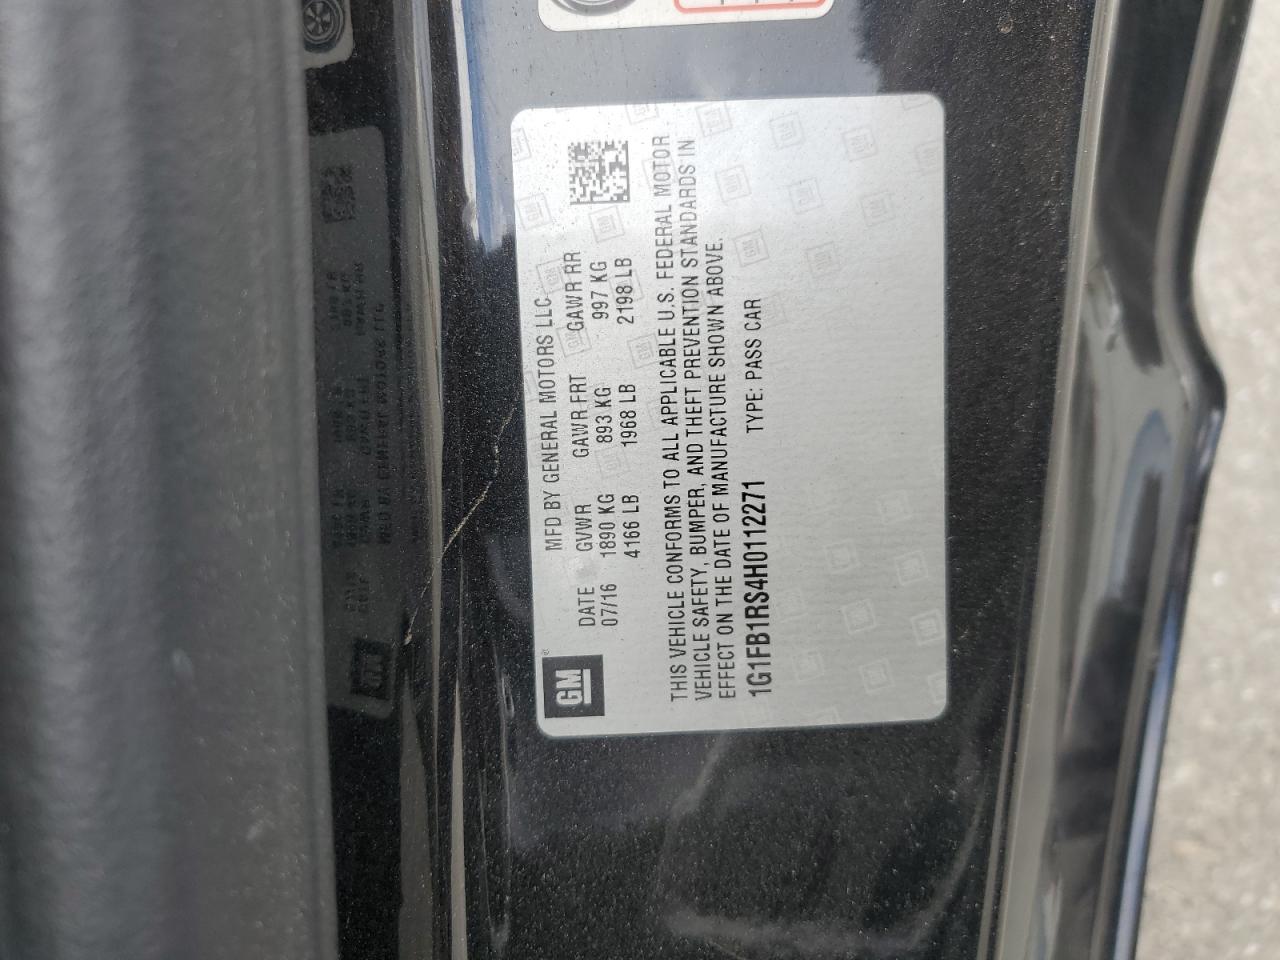 GM
MFD BY GENERAL MOTORS LLC
DATE GVWR GAWR FRT GAWR RR
07/16 1890 KG 893 KG 997 KG
4166 LB 1968 LB 2198 LB
THIS VEHICLE CONFORMS TO ALL APPLICABLE U.S. FEDERAL MOTOR
VEHICLE SAFETY, BUMPER, AND THEFT PREVENTION STANDARDS IN
EFFECT ON THE DATE OF MANUFACTURE SHOWN ABOVE.
1G1FB1RS4H0112271 TYPE: PASS CAR